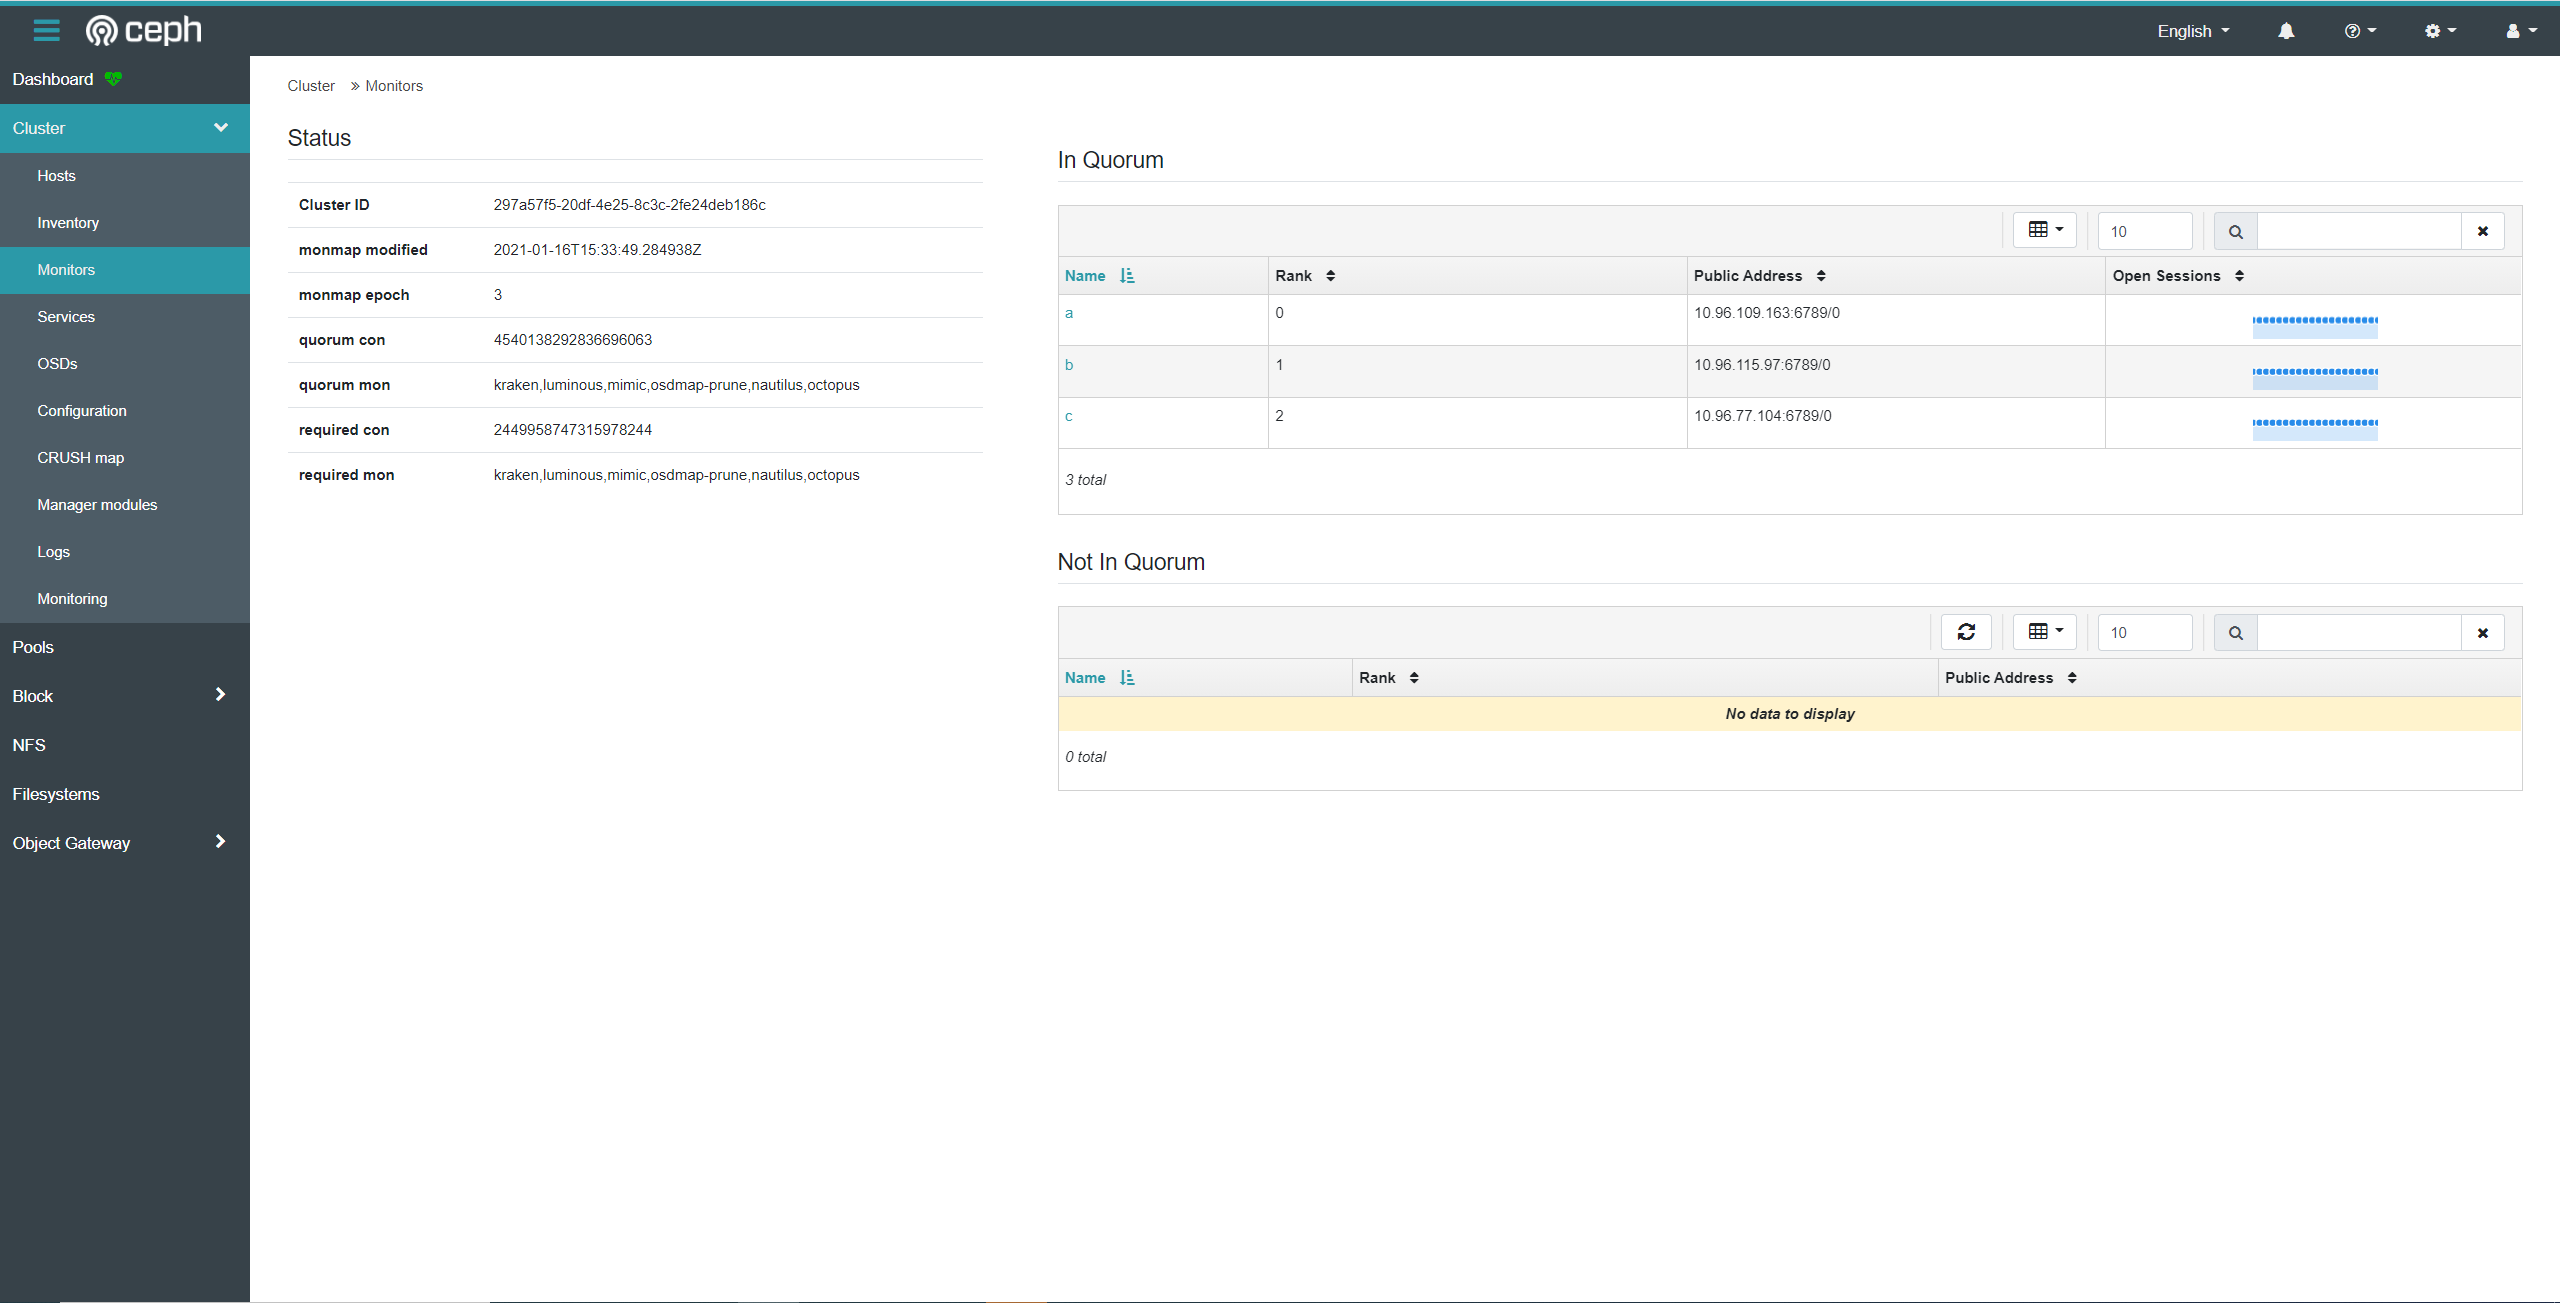 ceph
English
Dashboard
Cluster
Hosts
Inventory
Monitors
Services
OSDs
Configuration
CRUSH map
Manager modules
Logs
Monitoring
Pools
Block
NFS
Filesystems
Object Gateway
Cluster » Monitors
Status
Cluster ID 297a57f5-20df-4e25-8c3c-2fe24deb186c
monmap modified 2021-01-16T15:33:49.284938Z
monmap epoch 3
quorum con 4540138292836696063
quorum mon kraken,luminous,mimic,osdmap-prune,nautilus,octopus
required con 2449958747315978244
required mon kraken,luminous,mimic,osdmap-prune,nautilus,octopus
In Quorum
10
Name Rank Public Address Open Sessions
a 0 10.96.109.163:6789/0
b 1 10.96.115.97:6789/0
c 2 10.96.77.104:6789/0
3 total
Not In Quorum
10
Name Rank Public Address
No data to display
0 total